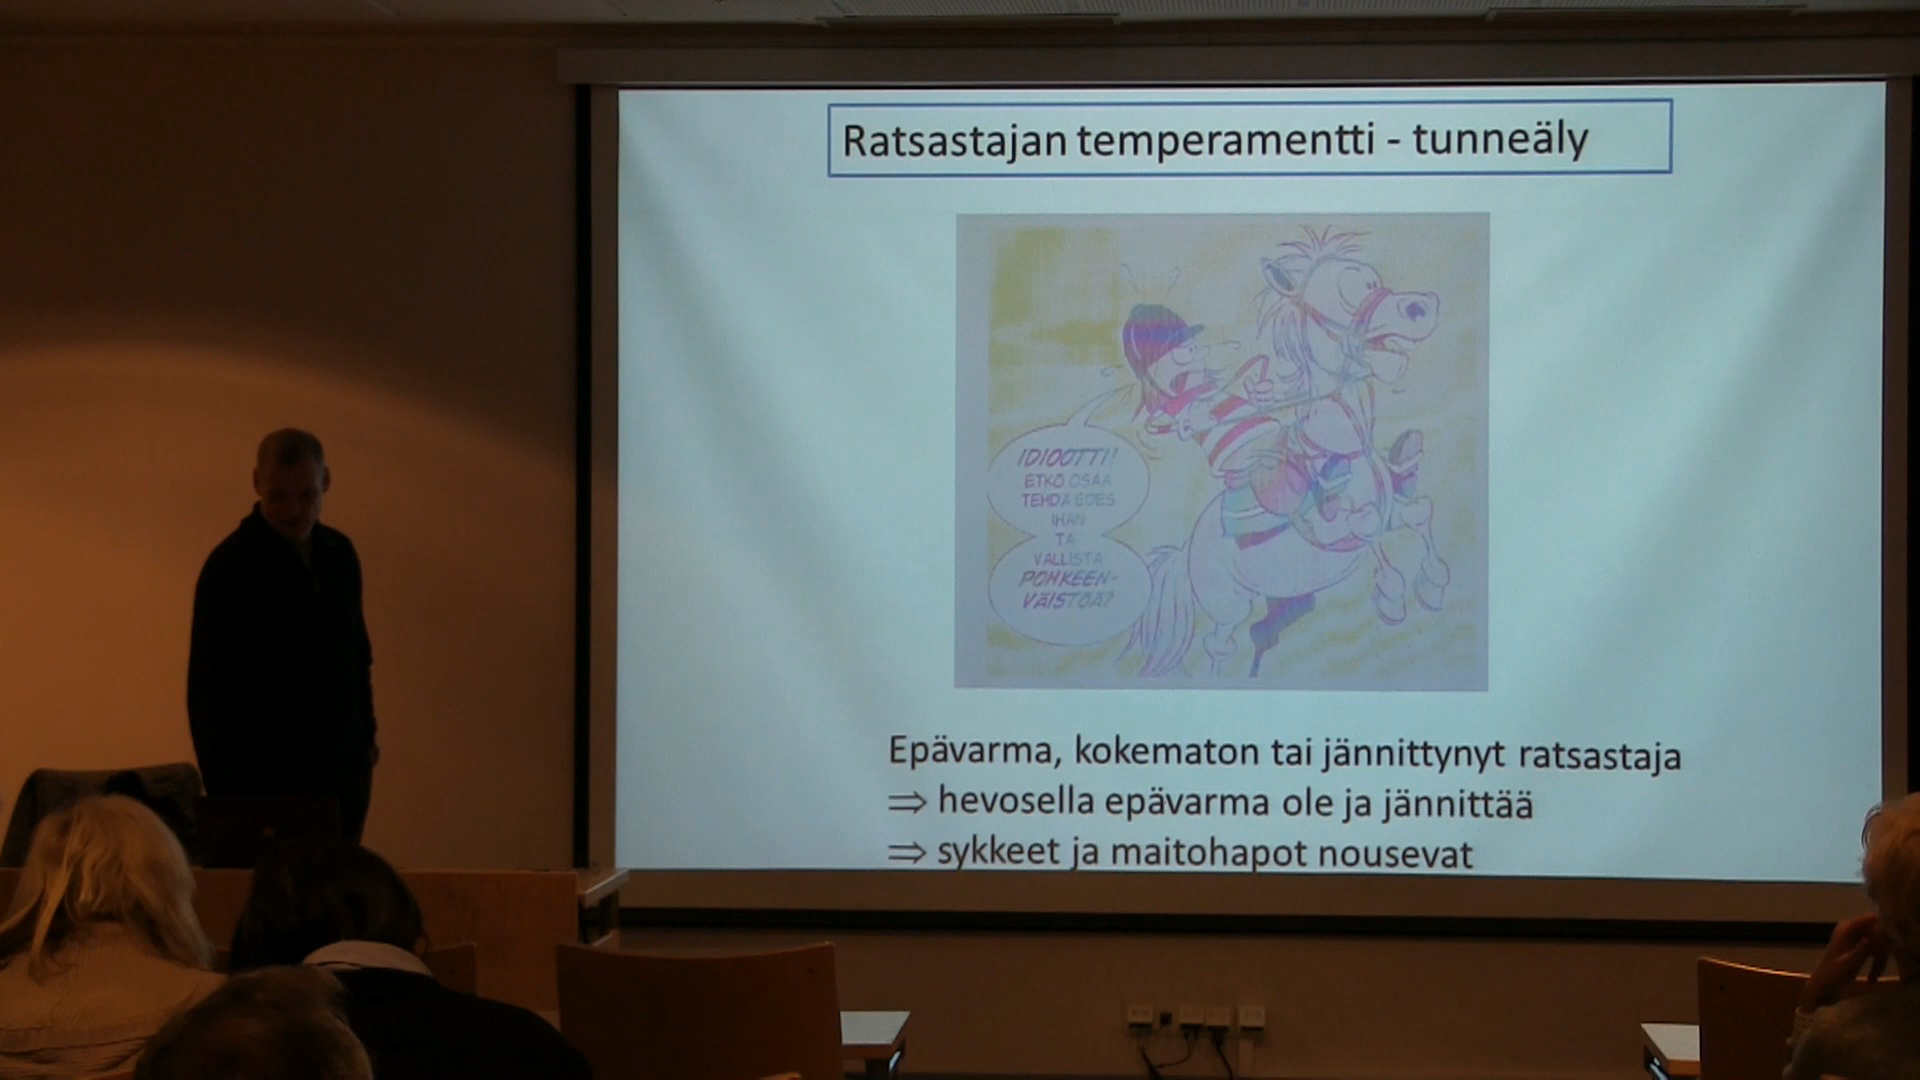 Ratsastajan temperamentti - tunneäly
IDIOOTTI!
ETKÖ OSAA
TEHDÄ EDES
IHAN
TA
VALLISTA
POHKEEN-
VÄISTÖÄ?
Epävarma, kokematon tai jännittynyt ratsastaja
⇒ hevosella epävarma ole ja jännittää
⇒ sykkeet ja maitohapot nousevat